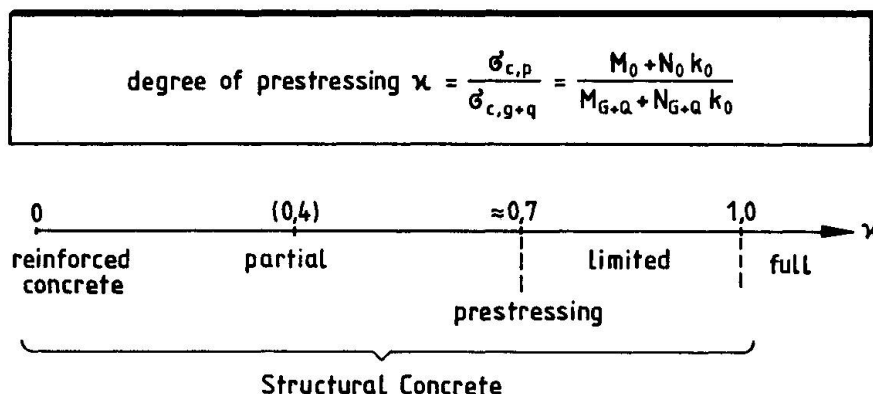 degree of prestressing ϰ = σc,p / σc,g+q = M0 + N0 k0 / MG+Q + NG+Q k0
0 (0,4) ≈0,7 1,0 ϰ
reinforced concrete partial limited full
prestressing
Structural Concrete